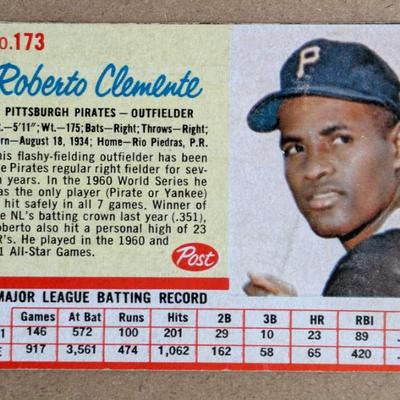 o.173
Roberto Clemente
PITTSBURGH PIRATES — OUTFIELDER
t.—5'11"; Wt.—175; Bats—Right; Throws—Right;
rn—August 18, 1934; Home—Rio Piedras, P.R.
his flashy-fielding outfielder has been
e Pirates regular right fielder for sev-
n years. In the 1960 World Series he
as the only player (Pirate or Yankee)
hit safely in all 7 games. Winner of
e NL's batting crown last year (.351),
oberto also hit a personal high of 23
R's. He played in the 1960 and
1 All-Star Games.
Post
P
MAJOR LEAGUE BATTING RECORD
Games At Bat Runs Hits 2B 3B HR RBI
1 146 572 100 201 29 10 23 89
E 917 3,561 474 1,062 162 58 65 420